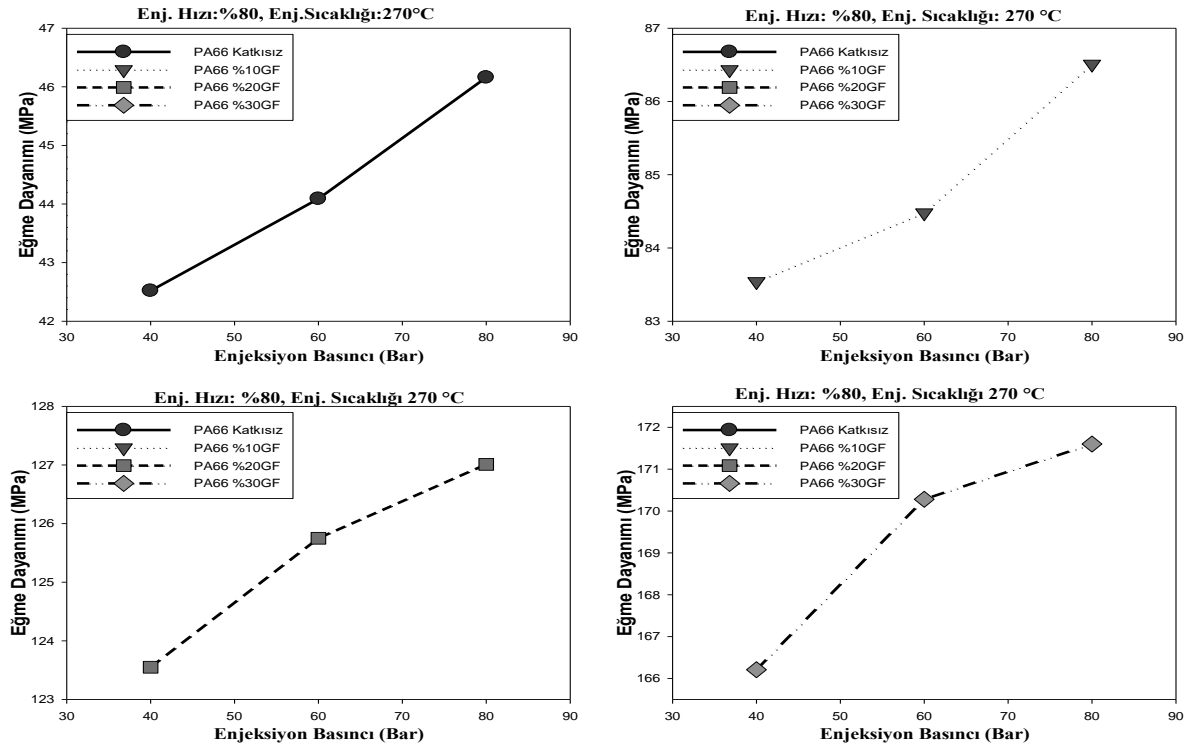 Enj. Hızı:%80, Enj.Sıcaklığı:270°C
47
46
45
44
43
42
Eğme Dayanımı (MPa)
PA66 Katkısız
PA66 %10GF
PA66 %20GF
PA66 %30GF
30 40 50 60 70 80 90
Enjeksiyon Basıncı (Bar)
Enj. Hızı: %80, Enj. Sıcaklığı: 270 °C
87
86
85
84
83
Eğme Dayanımı (MPa)
PA66 Katkısız
PA66 %10GF
PA66 %20GF
PA66 %30GF
30 40 50 60 70 80 90
Enjeksiyon Basıncı (Bar)
Enj. Hızı: %80, Enj. Sıcaklığı 270 °C
128
127
126
125
124
123
Eğme Dayanımı (MPa)
PA66 Katkısız
PA66 %10GF
PA66 %20GF
PA66 %30GF
30 40 50 60 70 80 90
Enjeksiyon Basıncı (Bar)
Enj. Hızı: %80, Enj. Sıcaklığı 270 °C
172
171
170
169
168
167
166
Eğme Dayanımı (MPa)
PA66 Katkısız
PA66 %10GF
PA66 %20GF
PA66 %30GF
30 40 50 60 70 80 90
Enjeksiyon Basıncı (Bar)